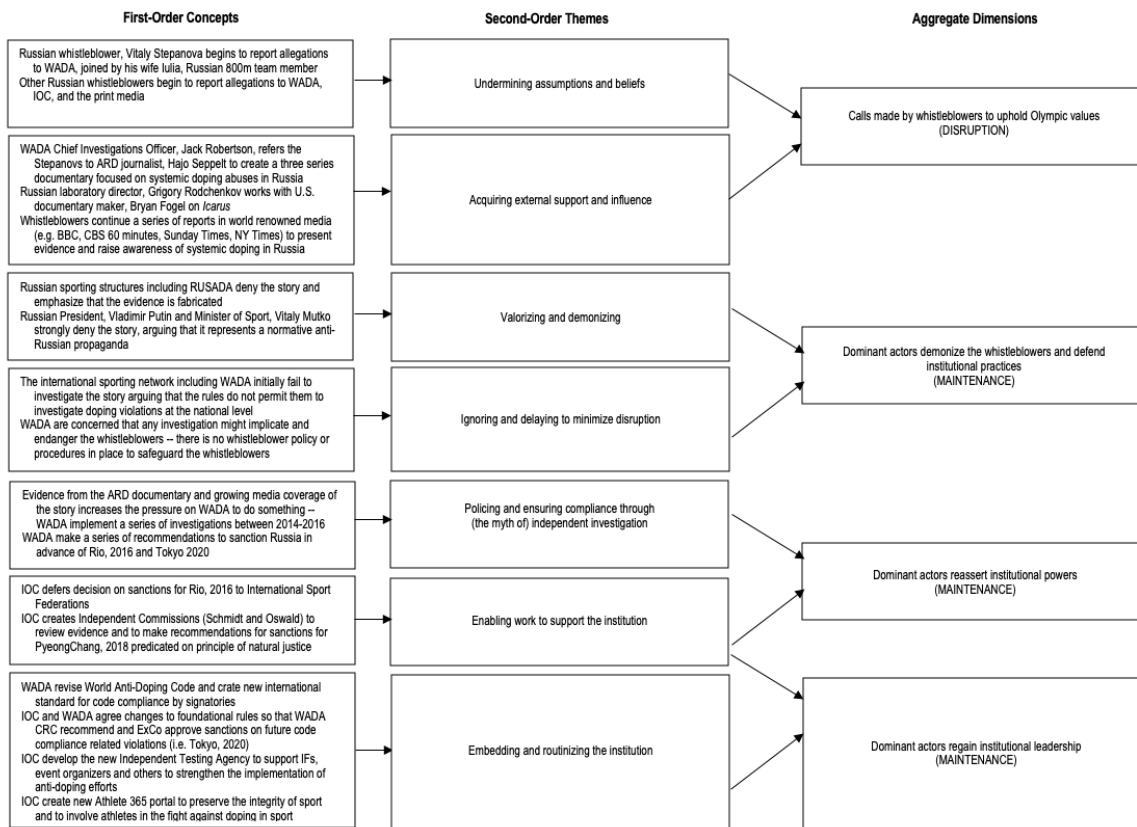 First-Order Concepts
Second-Order Themes
Aggregate Dimensions
Russian whistleblower, Vitaly Stepanova begins to report allegations
to WADA, joined by his wife Iulia, Russian 800m team member
Other Russian whistleblowers begin to report allegations to WADA,
IOC, and the print media
Undermining assumptions and beliefs
Calls made by whistleblowers to uphold Olympic values
(DISRUPTION)
WADA Chief Investigations Officer, Jack Robertson, refers the
Stepanovs to ARD journalist, Hajo Seppelt to create a three series
documentary focused on systemic doping abuses in Russia
Russian laboratory director, Grigory Rodchenkov works with U.S.
documentary maker, Bryan Fogel on Icarus
Whistleblowers continue a series of reports in world renowned media
(e.g. BBC, CBS 60 minutes, Sunday Times, NY Times) to present
evidence and raise awareness of systemic doping in Russia
Acquiring external support and influence
Russian sporting structures including RUSADA deny the story and
emphasize that the evidence is fabricated
Russian President, Vladimir Putin and Minister of Sport, Vitaly Mutko
strongly deny the story, arguing that it represents a normative anti-
Russian propaganda
Valorizing and demonizing
Dominant actors demonize the whistleblowers and defend
institutional practices
(MAINTENANCE)
The international sporting network including WADA initially fail to
investigate the story arguing that the rules do not permit them to
investigate doping violations at the national level
WADA are concerned that any investigation might implicate and
endanger the whistleblowers -- there is no whistleblower policy or
procedures in place to safeguard the whistleblowers
Ignoring and delaying to minimize disruption
Evidence from the ARD documentary and growing media coverage of
the story increases the pressure on WADA to do something --
WADA implement a series of investigations between 2014-2016
WADA make a series of recommendations to sanction Russia in
advance of Rio, 2016 and Tokyo 2020
Policing and ensuring compliance through
(the myth of) independent investigation
Dominant actors reassert institutional powers
(MAINTENANCE)
IOC defers decision on sanctions for Rio, 2016 to International Sport
Federations
IOC creates Independent Commissions (Schmidt and Oswald) to
review evidence and to make recommendations for sanctions for
PyeongChang, 2018 predicated on principle of natural justice
Enabling work to support the institution
WADA revise World Anti-Doping Code and crate new international
standard for code compliance by signatories
IOC and WADA agree changes to foundational rules so that WADA
CRC recommend and ExCo approve sanctions on future code
compliance related violations (i.e. Tokyo, 2020)
IOC develop the new Independent Testing Agency to support IFs,
event organizers and others to strengthen the implementation of
anti-doping efforts
IOC create new Athlete 365 portal to preserve the integrity of sport
and to involve athletes in the fight against doping in sport
Embedding and routinizing the institution
Dominant actors regain institutional leadership
(MAINTENANCE)